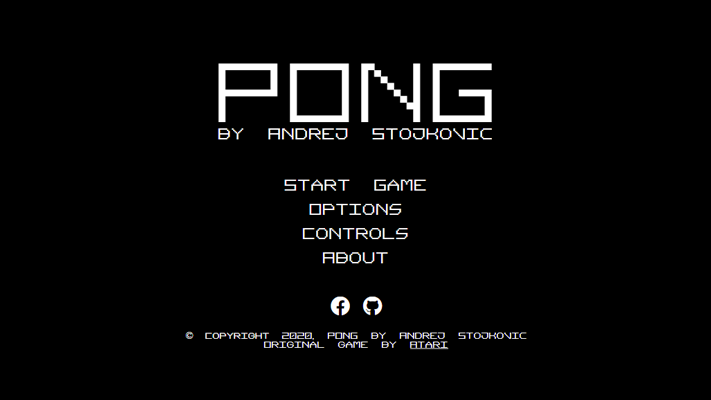 PONG
BY ANDREJ STOJKOVIC
START GAME
OPTIONS
CONTROLS
ABOUT
© COPYRIGHT 2020, PONG BY ANDREJ STOJKOVIC
ORIGINAL GAME BY ATARI